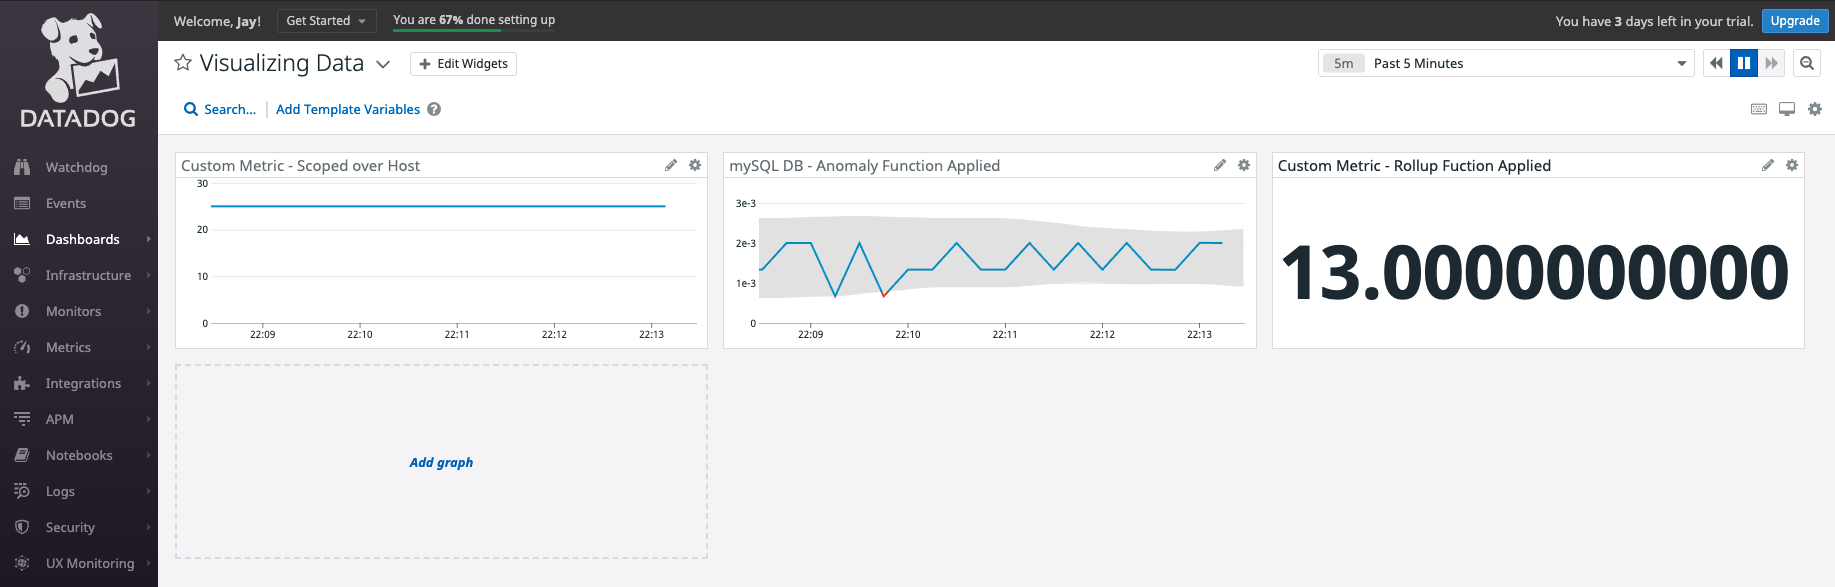 Welcome, Jay!
Get Started
You are 67% done setting up
You have 3 days left in your trial.
Upgrade
DATADOG
Watchdog
Events
Dashboards
Infrastructure
Monitors
Metrics
Integrations
APM
Notebooks
Logs
Security
UX Monitoring
Visualizing Data
+ Edit Widgets
5m Past 5 Minutes
Search...
Add Template Variables ?
Custom Metric - Scoped over Host
30
20
10
0
22:09 22:10 22:11 22:12 22:13
mySQL DB - Anomaly Function Applied
3e-3
2e-3
1e-3
0
22:09 22:10 22:11 22:12 22:13
Custom Metric - Rollup Fuction Applied
13.0000000000
Add graph